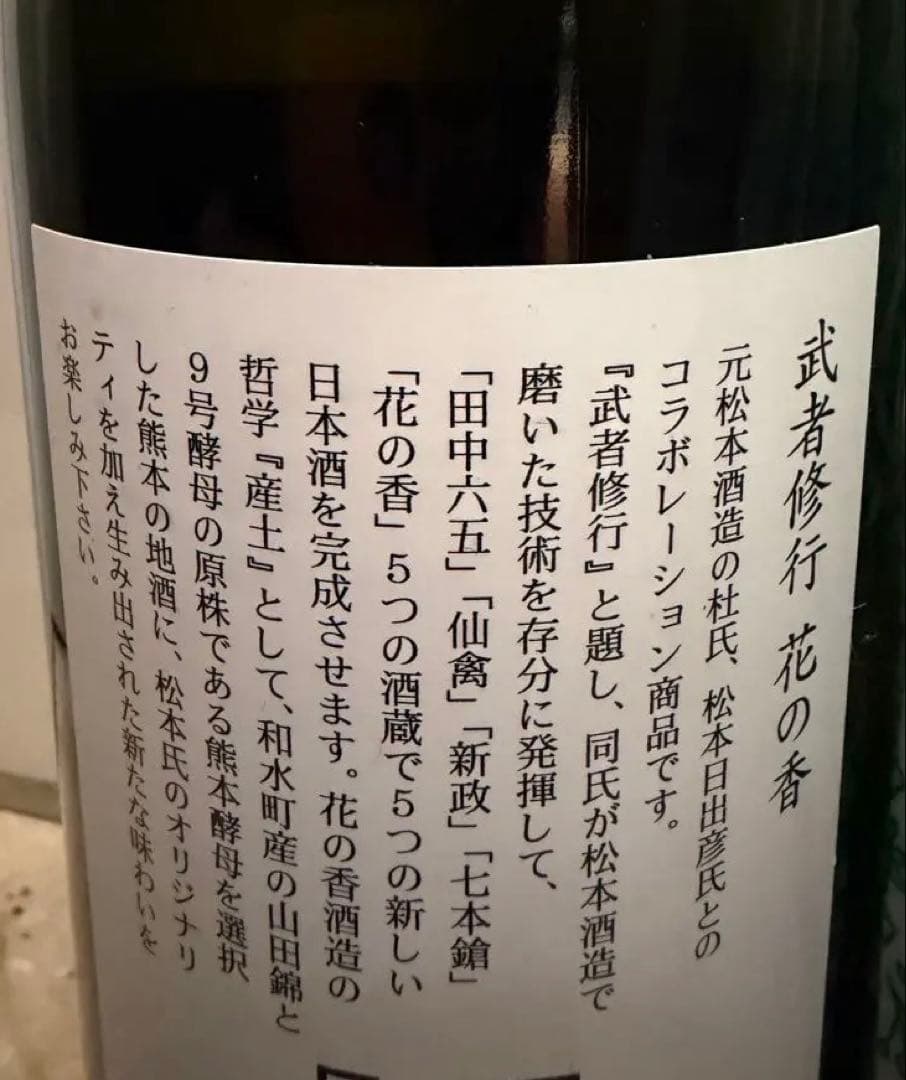 武者修行 花の香
元松本酒造の杜氏、松本日出彦氏との
コラボレーション商品です。
『武者修行』と題し、同氏が松本酒造で
磨いた技術を存分に発揮して、
「田中六五」「仙禽」「新政」「七本鎗」
「花の香」5つの酒蔵で5つの新しい
日本酒を完成させます。花の香酒造の
哲学『産土』として、和水町産の山田錦と
9号酵母の原株である熊本酵母を選択
した熊本の地酒に、松本氏のオリジナリ
ティを加え生み出された新たな味わいを
お楽しみ下さい。